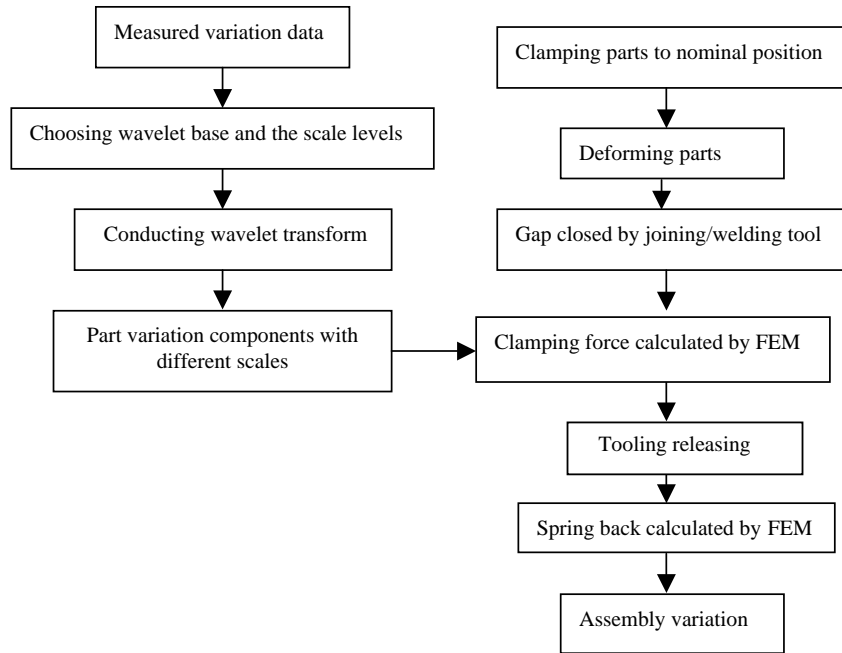 Measured variation data
Choosing wavelet base and the scale levels
Conducting wavelet transform
Part variation components with
different scales
Clamping parts to nominal position
Deforming parts
Gap closed by joining/welding tool
Clamping force calculated by FEM
Tooling releasing
Spring back calculated by FEM
Assembly variation